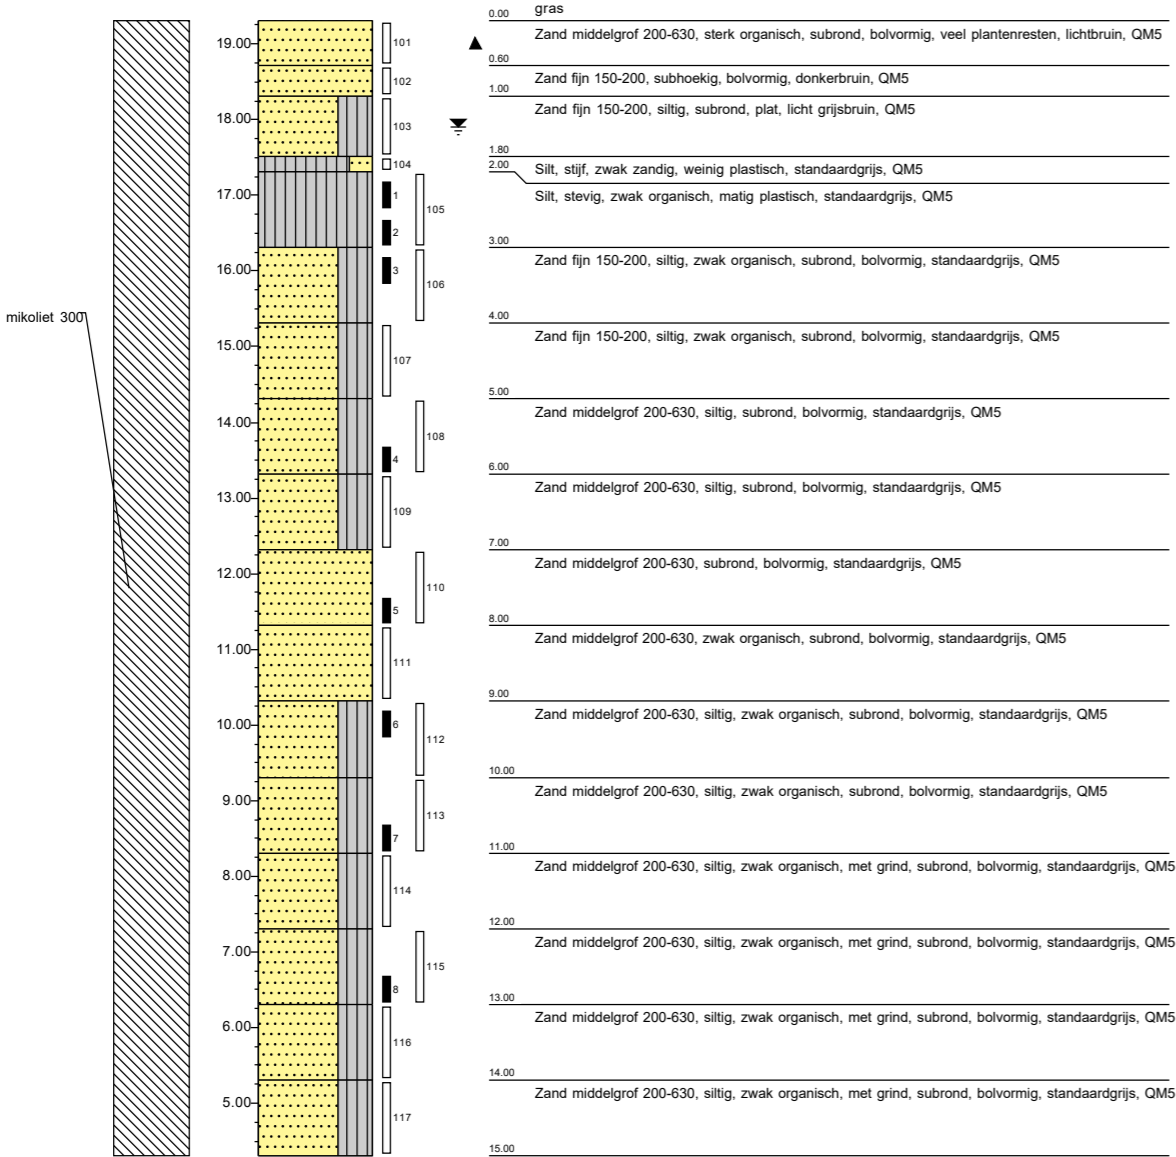 0.00 gras
19.00 101 Zand middelgrof 200-630, sterk organisch, subrond, bolvormig, veel plantenresten, lichtbruin, QM5
0.60
102 Zand fijn 150-200, subhoekig, bolvormig, donkerbruin, QM5
1.00
18.00 103 Zand fijn 150-200, siltig, subrond, plat, licht grijsbruin, QM5
1.80
104 Silt, stijf, zwak zandig, weinig plastisch, standaardgrijs, QM5
2.00
17.00 1 105 Silt, stevig, zwak organisch, matig plastisch, standaardgrijs, QM5
2
3.00
16.00 3 106 Zand fijn 150-200, siltig, zwak organisch, subrond, bolvormig, standaardgrijs, QM5
mikoliet 300
4.00
15.00 107 Zand fijn 150-200, siltig, zwak organisch, subrond, bolvormig, standaardgrijs, QM5
5.00
14.00 108 Zand middelgrof 200-630, siltig, subrond, bolvormig, standaardgrijs, QM5
4
6.00
13.00 109 Zand middelgrof 200-630, siltig, subrond, bolvormig, standaardgrijs, QM5
7.00
12.00 110 Zand middelgrof 200-630, subrond, bolvormig, standaardgrijs, QM5
5
8.00
11.00 111 Zand middelgrof 200-630, zwak organisch, subrond, bolvormig, standaardgrijs, QM5
9.00
10.00 6 112 Zand middelgrof 200-630, siltig, zwak organisch, subrond, bolvormig, standaardgrijs, QM5
10.00
9.00 113 Zand middelgrof 200-630, siltig, zwak organisch, subrond, bolvormig, standaardgrijs, QM5
7
11.00
8.00 114 Zand middelgrof 200-630, siltig, zwak organisch, met grind, subrond, bolvormig, standaardgrijs, QM5
12.00
7.00 115 Zand middelgrof 200-630, siltig, zwak organisch, met grind, subrond, bolvormig, standaardgrijs, QM5
8
13.00
6.00 116 Zand middelgrof 200-630, siltig, zwak organisch, met grind, subrond, bolvormig, standaardgrijs, QM5
14.00
5.00 117 Zand middelgrof 200-630, siltig, zwak organisch, met grind, subrond, bolvormig, standaardgrijs, QM5
15.00